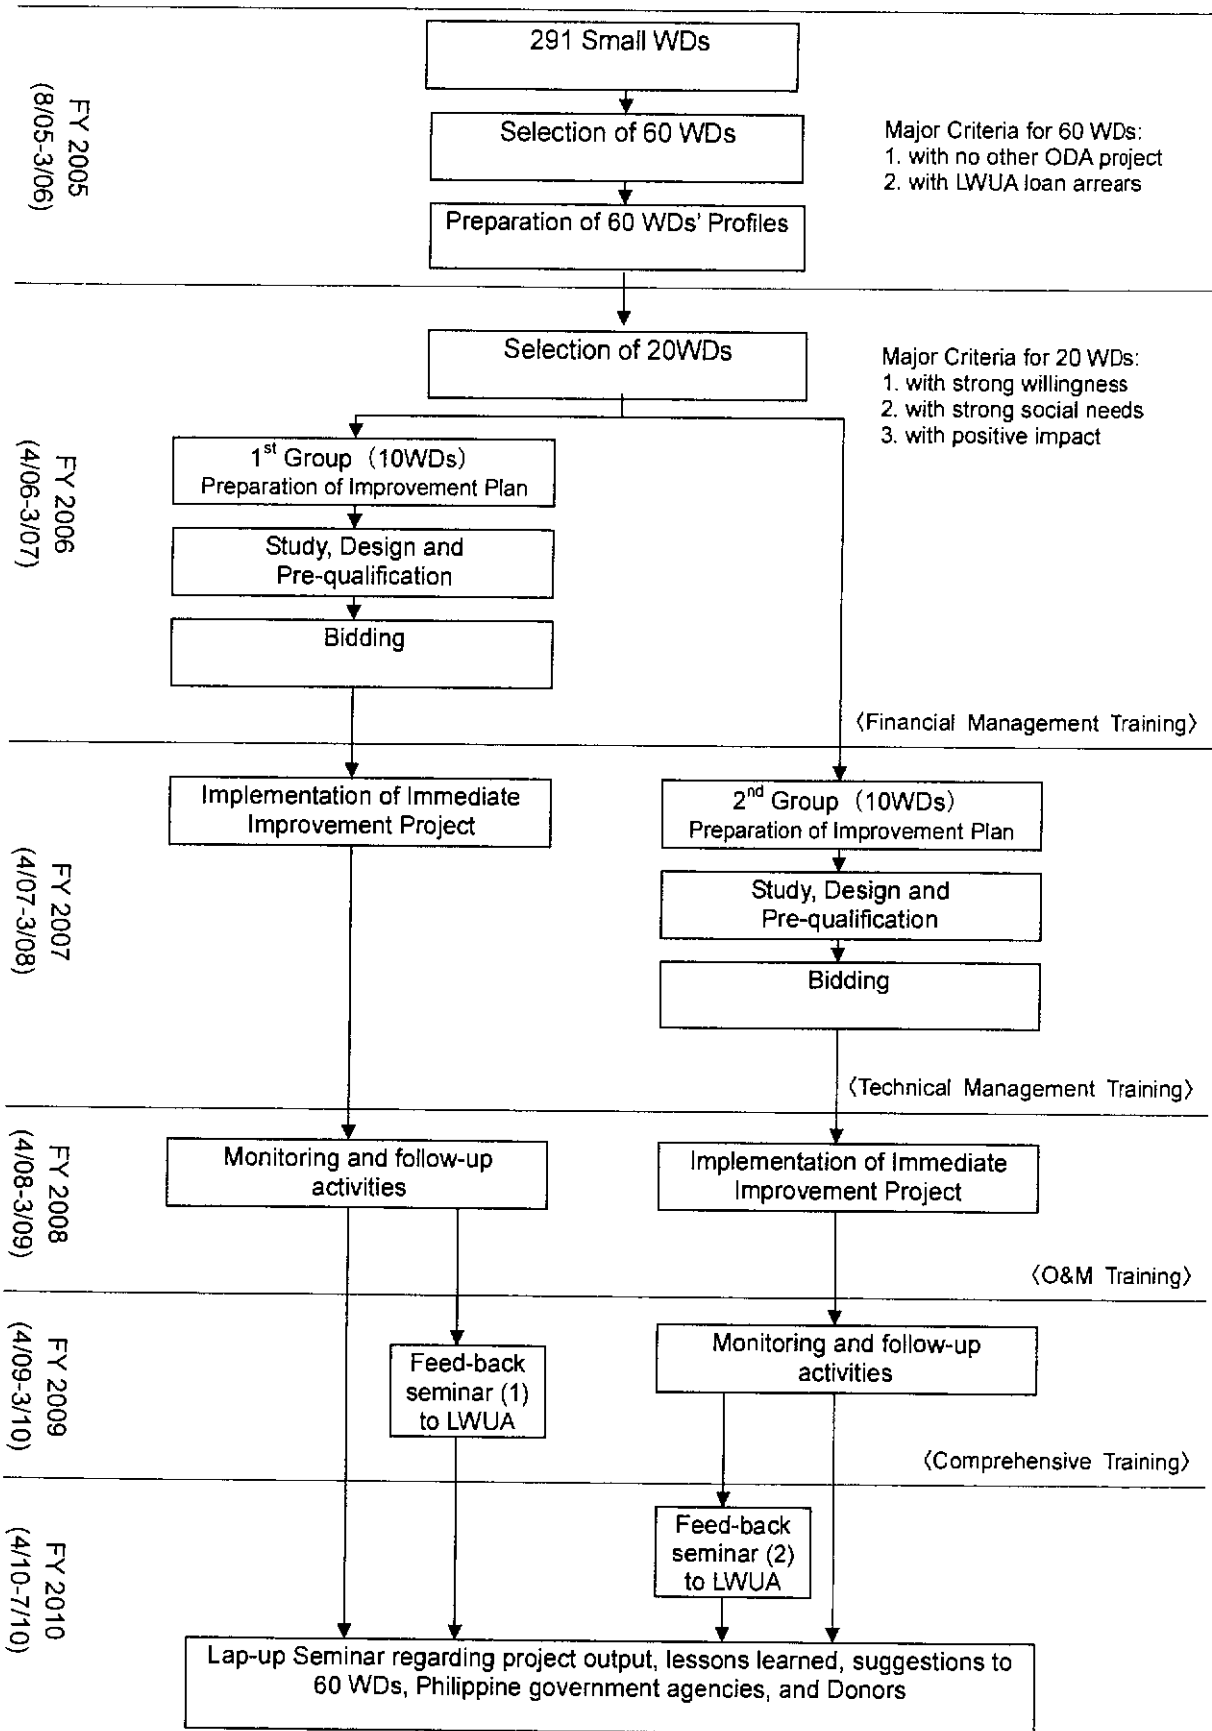 FY 2005
(8/05-3/06)
291 Small WDs
Selection of 60 WDs
Preparation of 60 WDs' Profiles
Major Criteria for 60 WDs:
1. with no other ODA project
2. with LWUA loan arrears
FY 2006
(4/06-3/07)
Selection of 20WDs
Major Criteria for 20 WDs:
1. with strong willingness
2. with strong social needs
3. with positive impact
1st Group (10WDs)
Preparation of Improvement Plan
Study, Design and
Pre-qualification
Bidding
〈Financial Management Training〉
FY 2007
(4/07-3/08)
Implementation of Immediate
Improvement Project
2nd Group (10WDs)
Preparation of Improvement Plan
Study, Design and
Pre-qualification
Bidding
〈Technical Management Training〉
FY 2008
(4/08-3/09)
Monitoring and follow-up
activities
Implementation of Immediate
Improvement Project
〈O&M Training〉
FY 2009
(4/09-3/10)
Feed-back
seminar (1)
to LWUA
Monitoring and follow-up
activities
〈Comprehensive Training〉
FY 2010
(4/10-7/10)
Feed-back
seminar (2)
to LWUA
Lap-up Seminar regarding project output, lessons learned, suggestions to
60 WDs, Philippine government agencies, and Donors